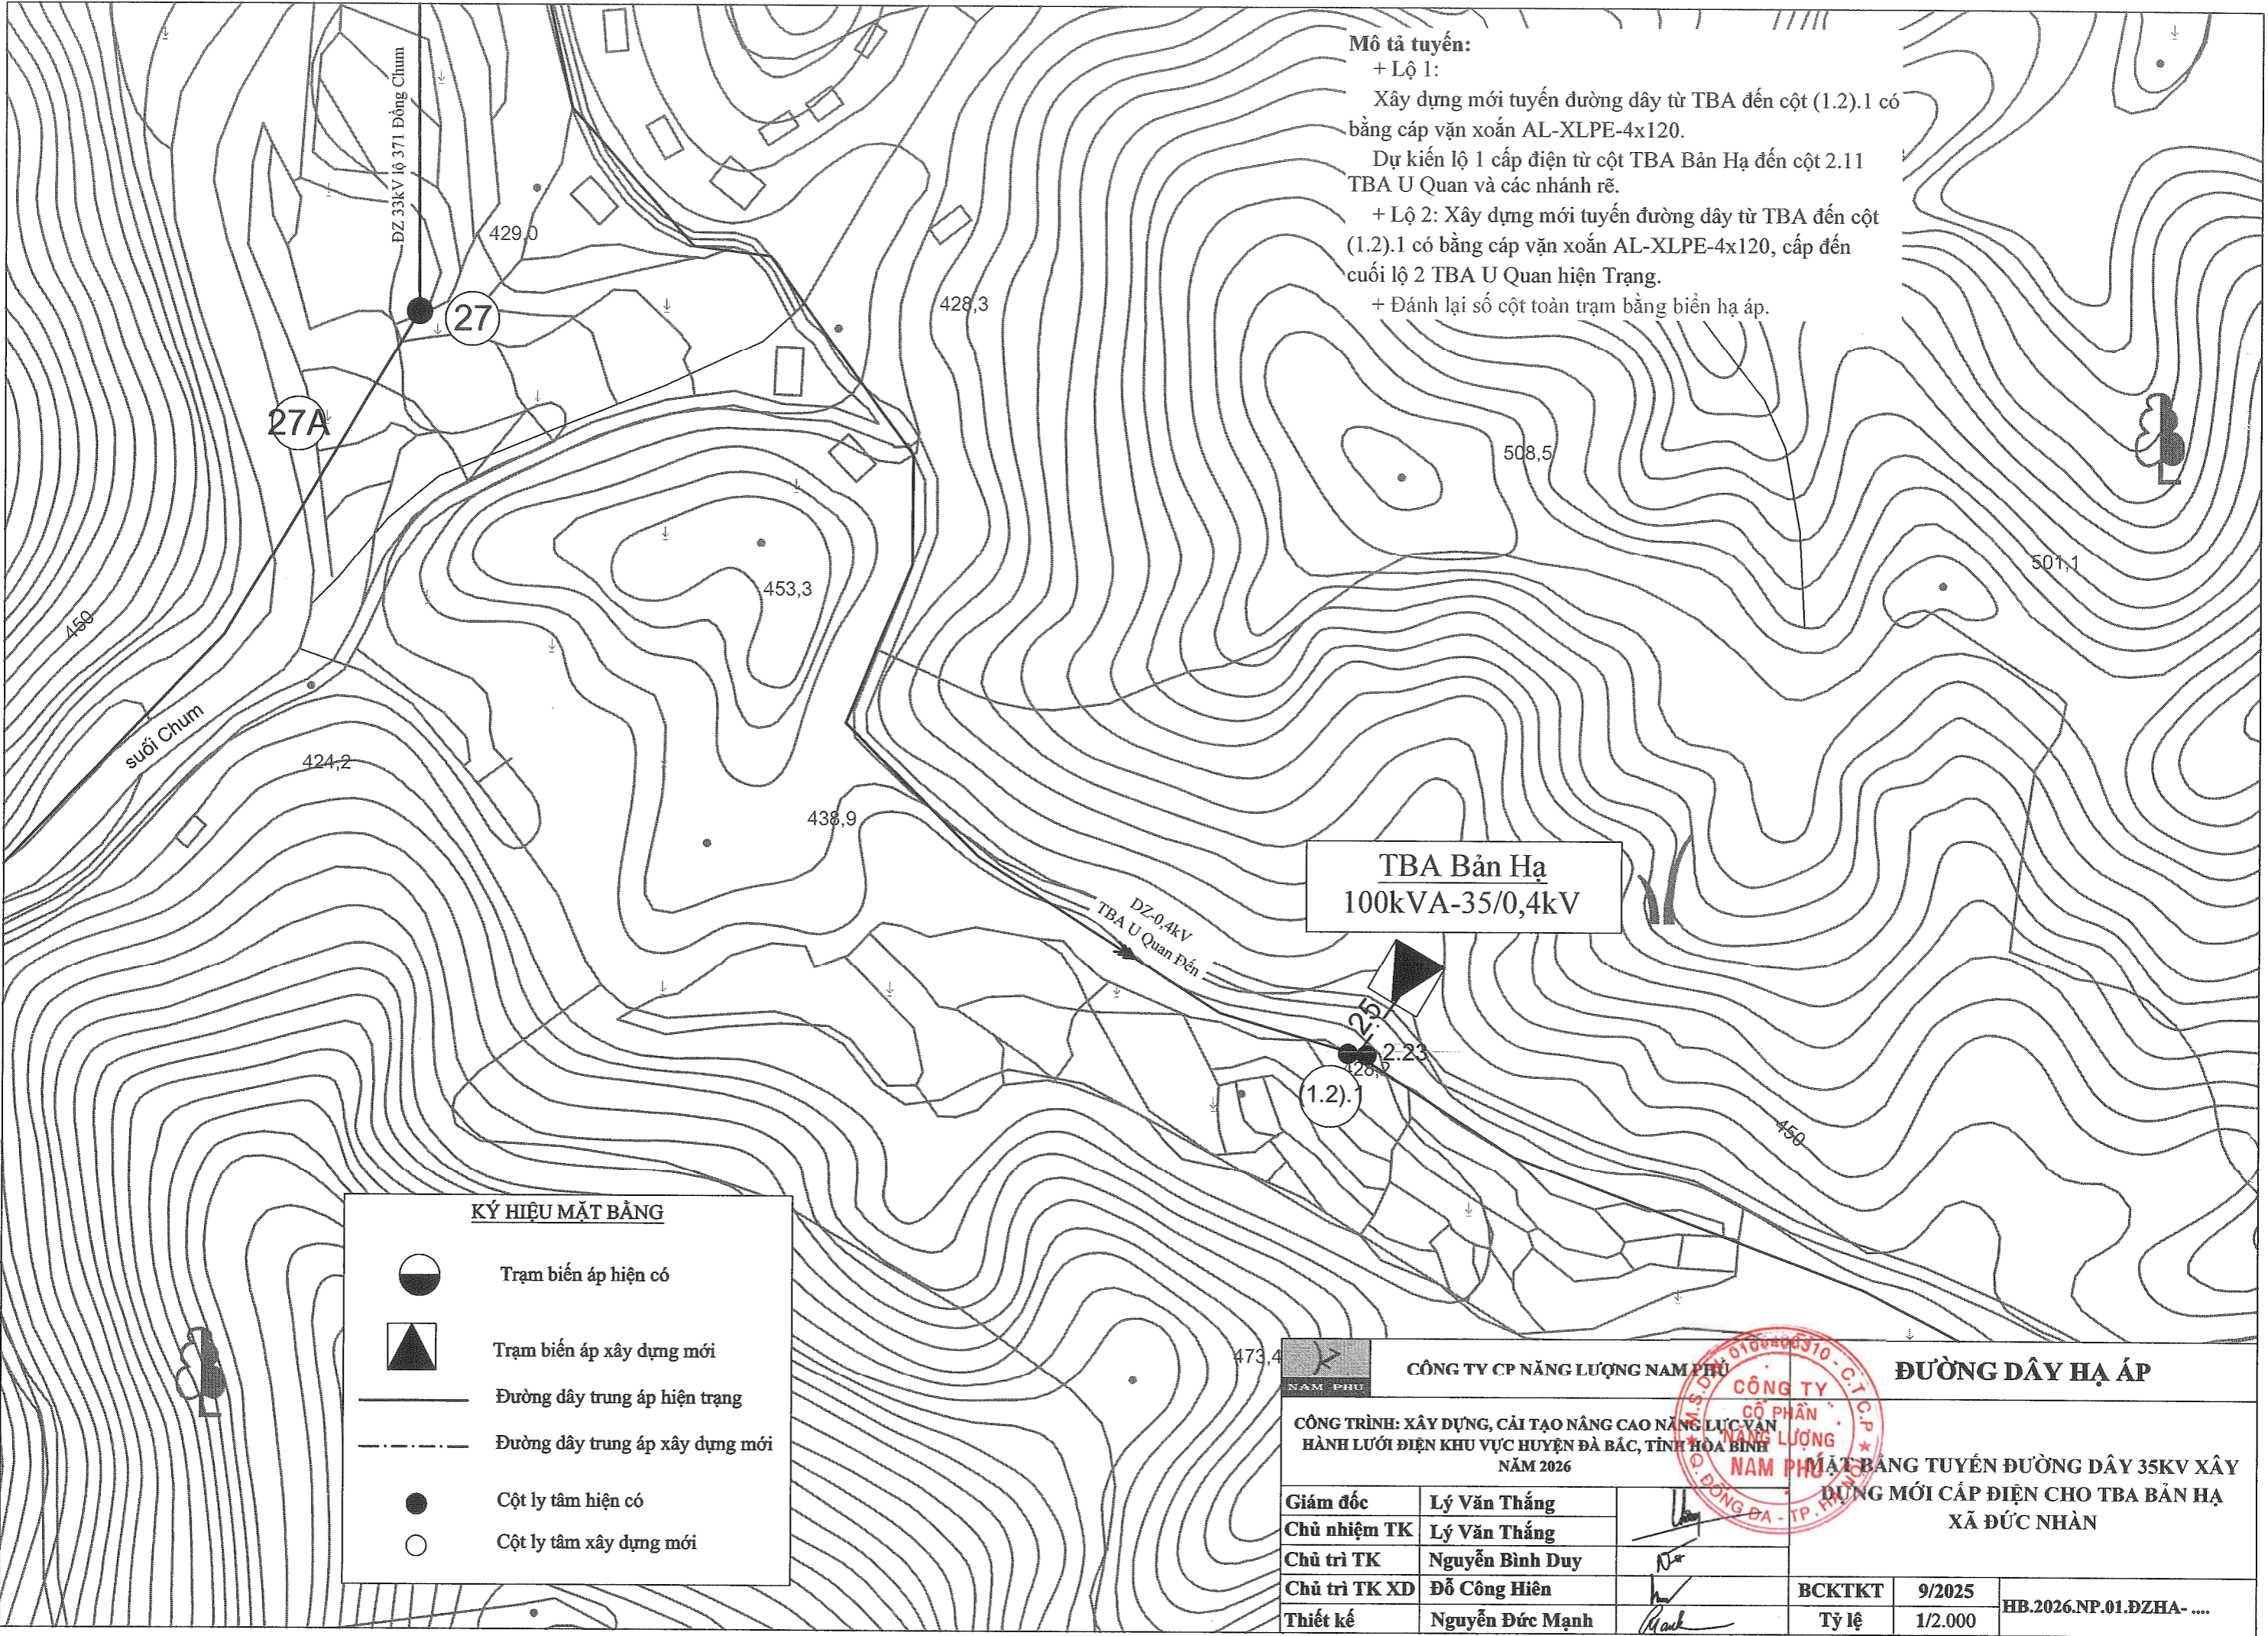 Mô tả tuyến:
+ Lộ 1:
Xây dựng mới tuyến đường dây từ TBA đến cột (1.2).1 có
bằng cáp vặn xoắn AL-XLPE-4x120.
Dự kiến lộ 1 cấp điện từ cột TBA Bản Hạ đến cột 2.11
TBA U Quan và các nhánh rẽ.
+ Lộ 2: Xây dựng mới tuyến đường dây từ TBA đến cột
(1.2).1 có bằng cáp vặn xoắn AL-XLPE-4x120, cấp đến
cuối lộ 2 TBA U Quan hiện Trạng.
+ Đánh lại số cột toàn trạm bằng biển hạ áp.
ĐZ 33kV lộ 371 Đồng Chum
429,0
27
428,3
27A
508,5
501,1
453,3
450
suối Chum
424,2
438,9
TBA Bản Hạ
100kVA-35/0,4kV
DZ-0,4kV
TBA U Quan Đến
2.23
(1.2).1
450
473,4
KÝ HIỆU MẶT BẰNG
Trạm biến áp hiện có
Trạm biến áp xây dựng mới
Đường dây trung áp hiện trạng
Đường dây trung áp xây dựng mới
Cột ly tâm hiện có
Cột ly tâm xây dựng mới
NAM PHU
CÔNG TY CP NĂNG LƯỢNG NAM PHÚ
ĐƯỜNG DÂY HẠ ÁP
CÔNG TRÌNH: XÂY DỰNG, CẢI TẠO NÂNG CAO NĂNG LỰC VẬN
HÀNH LƯỚI ĐIỆN KHU VỰC HUYỆN ĐÀ BẮC, TỈNH HÒA BÌNH
NĂM 2026
MẶT BẰNG TUYẾN ĐƯỜNG DÂY 35KV XÂY
DỰNG MỚI CẤP ĐIỆN CHO TBA BẢN HẠ
XÃ ĐỨC NHÀN
Giám đốc Lý Văn Thắng
Chủ nhiệm TK Lý Văn Thắng
Chủ trì TK Nguyễn Bình Duy
Chủ trì TK XD Đỗ Công Hiên
Thiết kế Nguyễn Đức Mạnh
BCKTKT 9/2025
Tỷ lệ 1/2.000
HB.2026.NP.01.ĐZHA- ....
CÔNG TY
CỔ PHẦN
NĂNG LƯỢNG
NAM PHÚ
Q. ĐỐNG ĐA - TP. HÀ NỘI